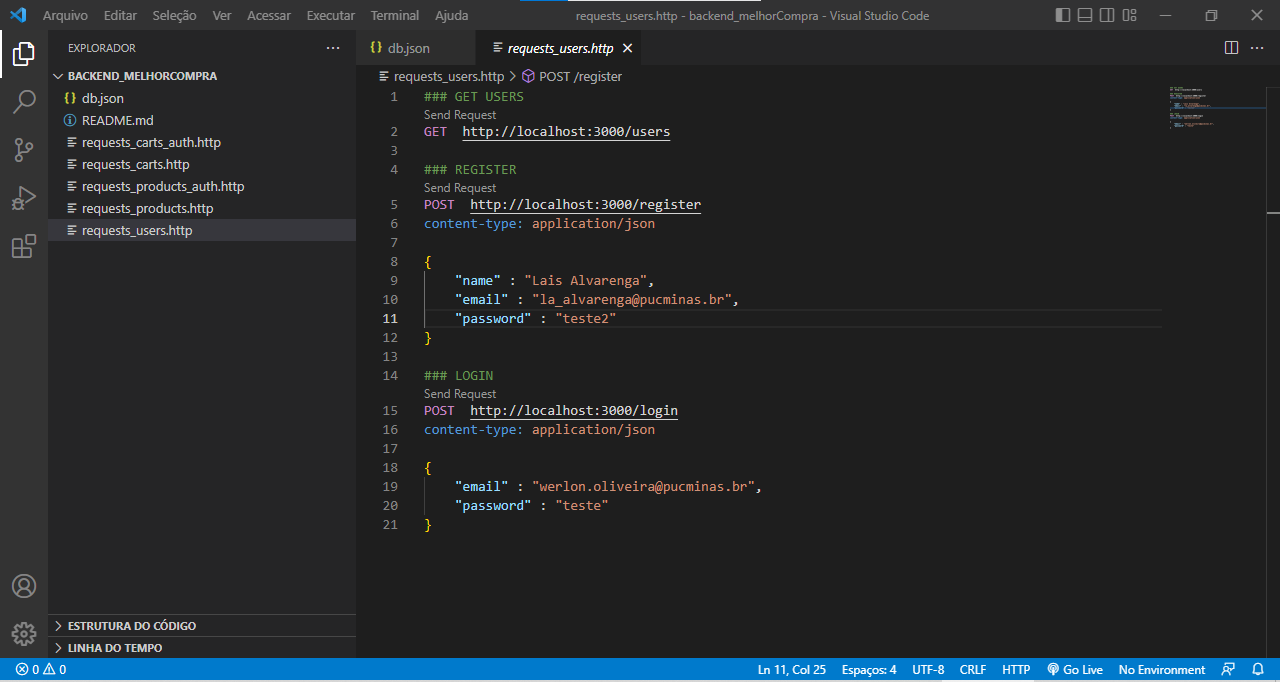 Arquivo Editar Seleção Ver Acessar Executar Terminal Ajuda requests_users.http - backend_melhorCompra - Visual Studio Code
EXPLORADOR
BACKEND_MELHORCOMPRA
{} db.json
README.md
requests_carts_auth.http
requests_carts.http
requests_products_auth.http
requests_products.http
requests_users.http
ESTRUTURA DO CÓDIGO
LINHA DO TEMPO
{} db.json requests_users.http
requests_users.http > POST /register
1 ### GET USERS
Send Request
2 GET http://localhost:3000/users
3
4 ### REGISTER
Send Request
5 POST http://localhost:3000/register
6 content-type: application/json
7
8 {
9 "name" : "Lais Alvarenga",
10 "email" : "la_alvarenga@pucminas.br",
11 "password" : "teste2"
12 }
13
14 ### LOGIN
Send Request
15 POST http://localhost:3000/login
16 content-type: application/json
17
18 {
19 "email" : "werlon.oliveira@pucminas.br",
20 "password" : "teste"
21 }
0 0 Ln 11, Col 25 Espaços: 4 UTF-8 CRLF HTTP Go Live No Environment